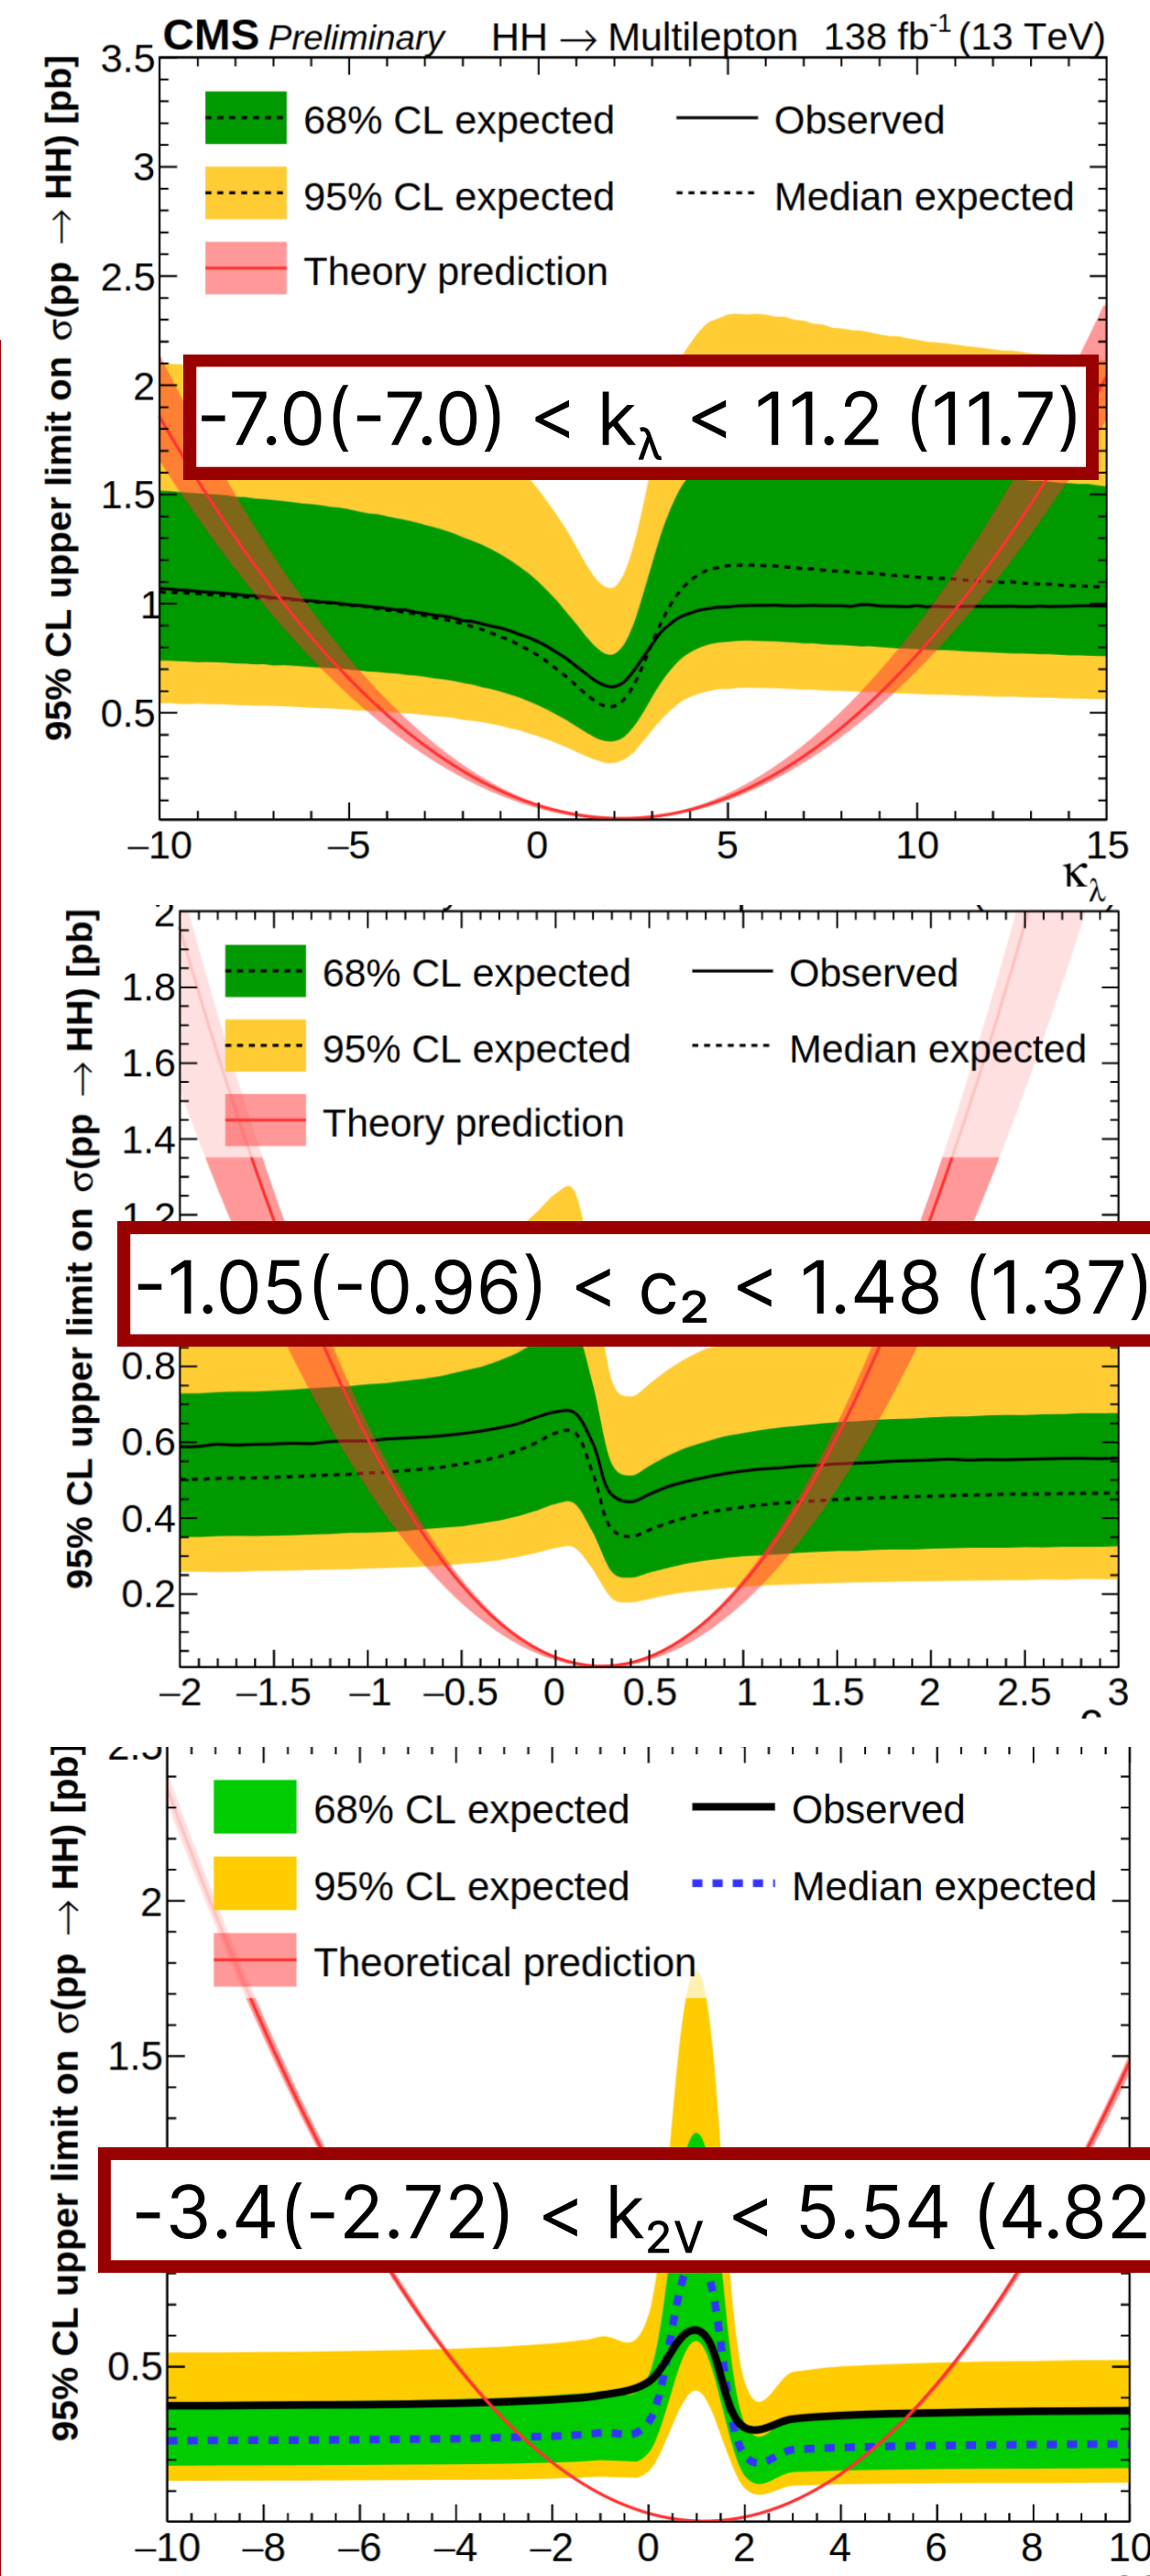 CMS Preliminary HH → Multilepton 138 fb⁻¹ (13 TeV)
95% CL upper limit on σ(pp → HH) [pb]
3.5
68% CL expected Observed
3
95% CL expected Median expected
2.5
Theory prediction
2
-7.0(-7.0) < kλ < 11.2 (11.7)
1.5
1
0.5
–10 –5 0 5 10 15
κλ
95% CL upper limit on σ(pp → HH) [pb]
2
68% CL expected Observed
1.8
95% CL expected Median expected
1.6
Theory prediction
1.4
1.2
-1.05(-0.96) < c₂ < 1.48 (1.37)
0.8
0.6
0.4
0.2
–2 –1.5 –1 –0.5 0 0.5 1 1.5 2 2.5 3
95% CL upper limit on σ(pp → HH) [pb]
2.5
68% CL expected Observed
95% CL expected Median expected
2
Theoretical prediction
1.5
-3.4(-2.72) < k₂ᵥ < 5.54 (4.82
0.5
–10 –8 –6 –4 –2 0 2 4 6 8 10